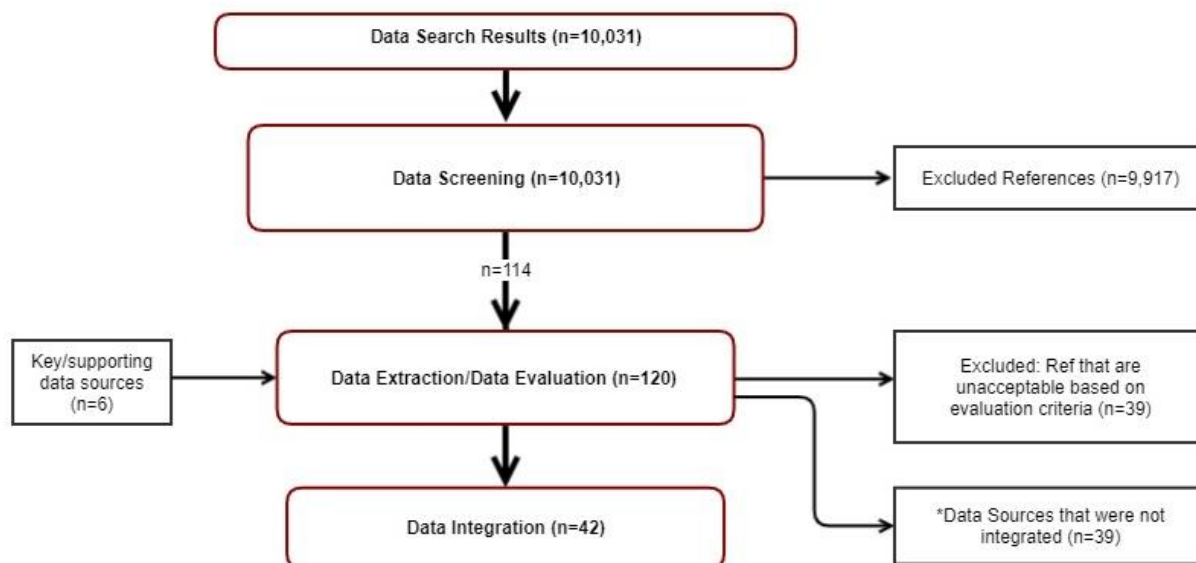 Data Search Results (n=10,031)
Data Screening (n=10,031)
Excluded References (n=9,917)
n=114
Key/supporting
data sources
(n=6)
Data Extraction/Data Evaluation (n=120)
Excluded: Ref that are
unacceptable based on
evaluation criteria (n=39)
Data Integration (n=42)
*Data Sources that were not
integrated (n=39)